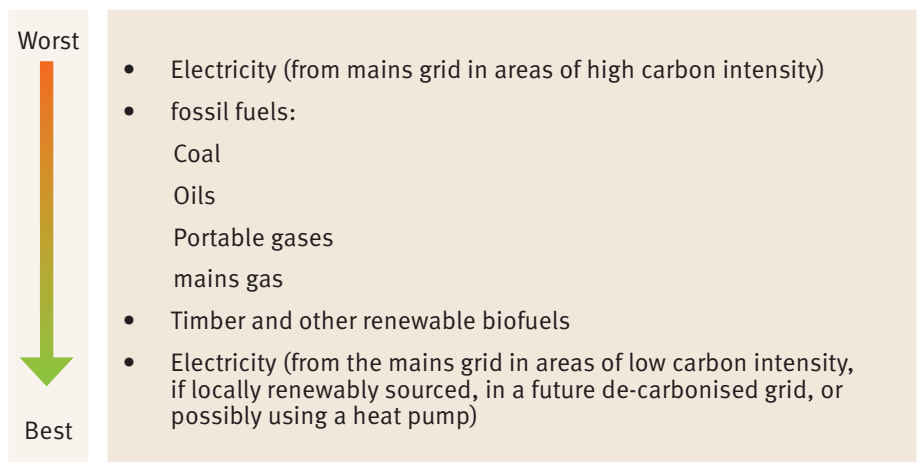 Worst
• Electricity (from mains grid in areas of high carbon intensity)
• fossil fuels:
Coal
Oils
Portable gases
mains gas
• Timber and other renewable biofuels
• Electricity (from the mains grid in areas of low carbon intensity,
if locally renewably sourced, in a future de-carbonised grid, or
possibly using a heat pump)
Best